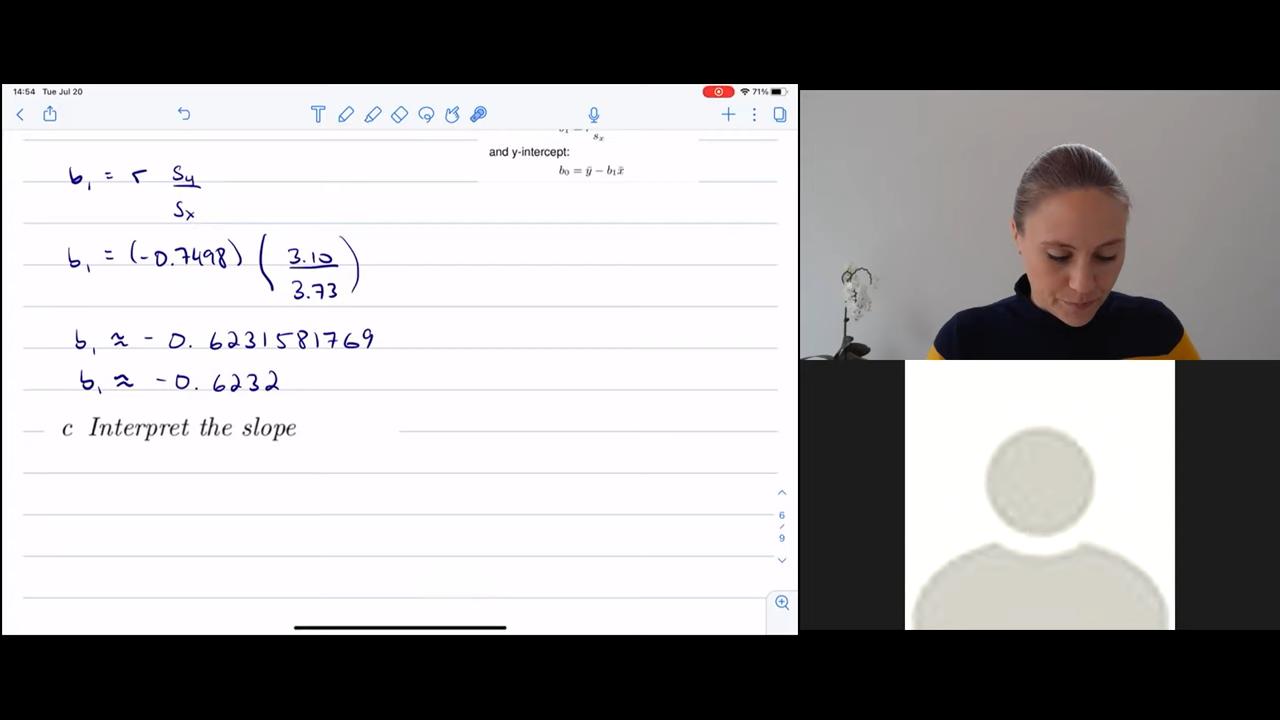 14:54 Tue Jul 20
71%
T
sₓ
and y-intercept:
b₀ = ȳ − b₁x̄
b₁ = r Sy
Sx
b₁ = (-0.7498) (3.10
3.73)
b₁ ≈ -0.6231581769
b₁ ≈ -0.6232
c Interpret the slope
6
/
9